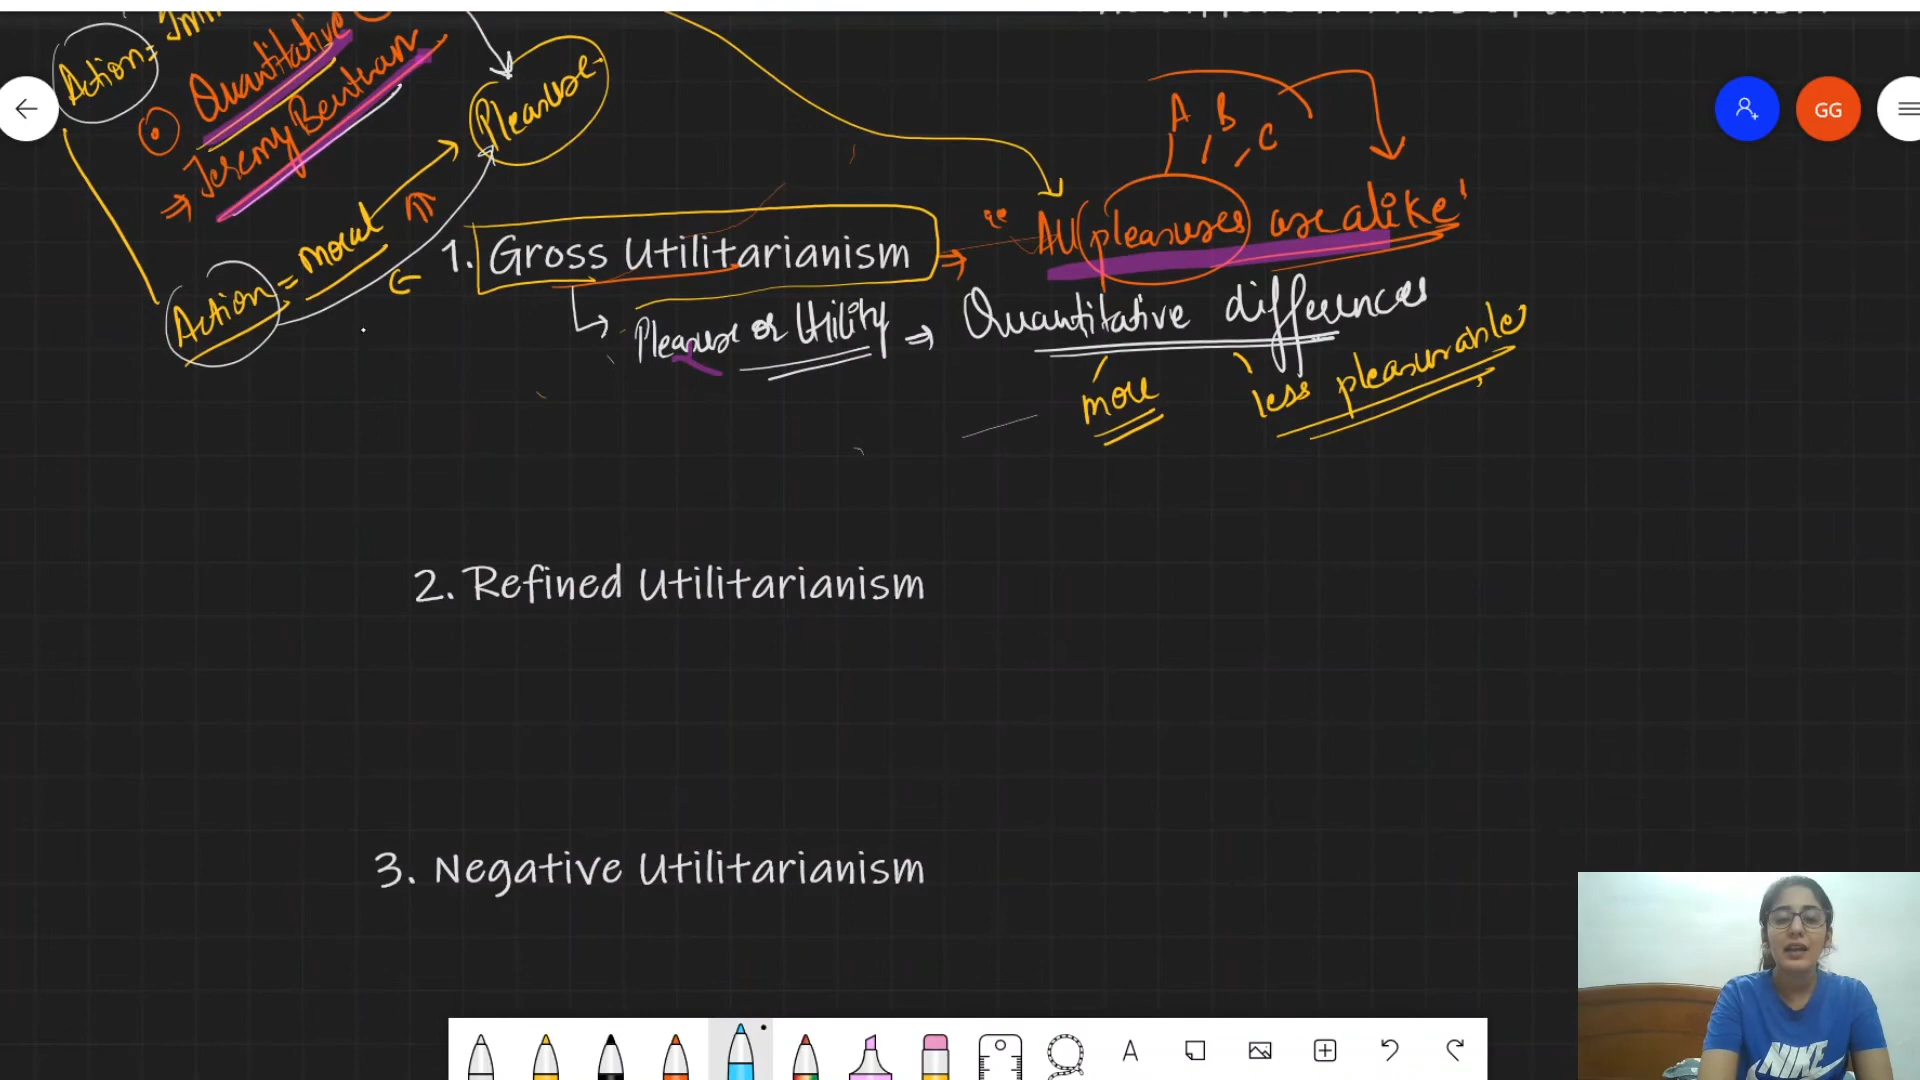 Action =
Quantitative
⇒ Jeremy Bentham
Pleasure
A B C
GG
Action = moral
1. Gross Utilitarianism → "All pleasures are alike"
Pleasure or Utility ⇒ Quantitative differences
more less pleasurable
2. Refined Utilitarianism
3. Negative Utilitarianism
NIKE
A